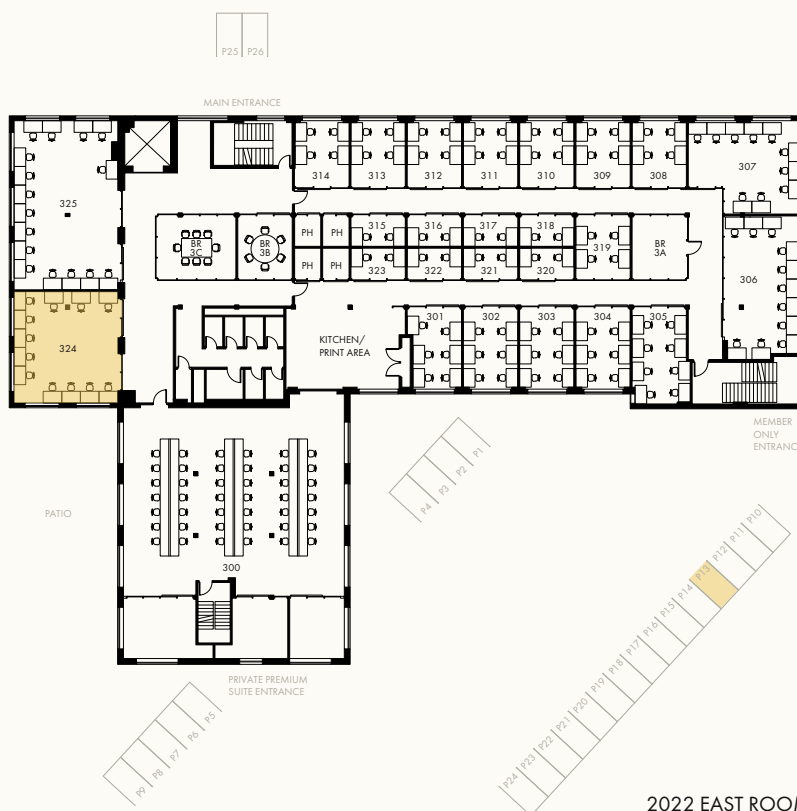 P25 P26
MAIN ENTRANCE
314 313 312 311 310 309 308 307
325
PH PH 315 316 317 318
BR
3C
BR
3B
319
BR
3A
PH PH 323 322 321 320
306
324
KITCHEN/
PRINT AREA
301 302 303 304 305
MEMBER
ONLY
ENTRANC
P4 P3 P2 P1
PATIO
300
P24 P23 P22 P21 P20 P19 P18 P17 P16 P15 P14 P13 P12 P11 P10
PRIVATE PREMIUM
SUITE ENTRANCE
P9 P8 P7 P6 P5
2022 EAST ROOM